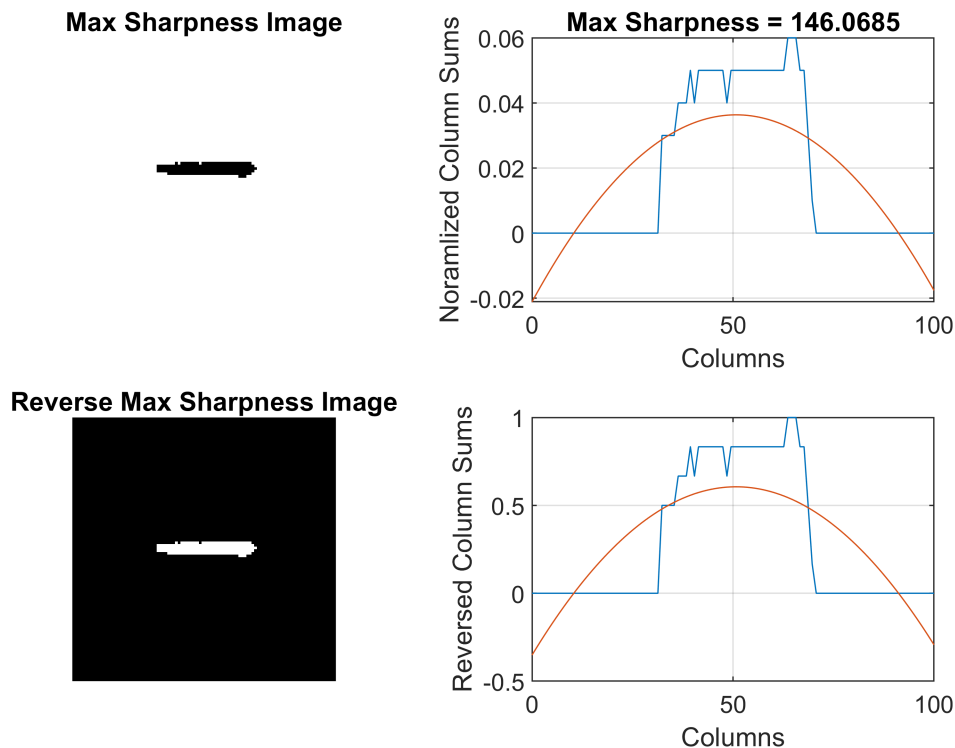 Max Sharpness Image
Max Sharpness = 146.0685
Noramlized Column Sums
0.06
0.04
0.02
0
-0.02
0
50
100
Columns
Reverse Max Sharpness Image
Reversed Column Sums
1
0.5
0
-0.5
0
50
100
Columns